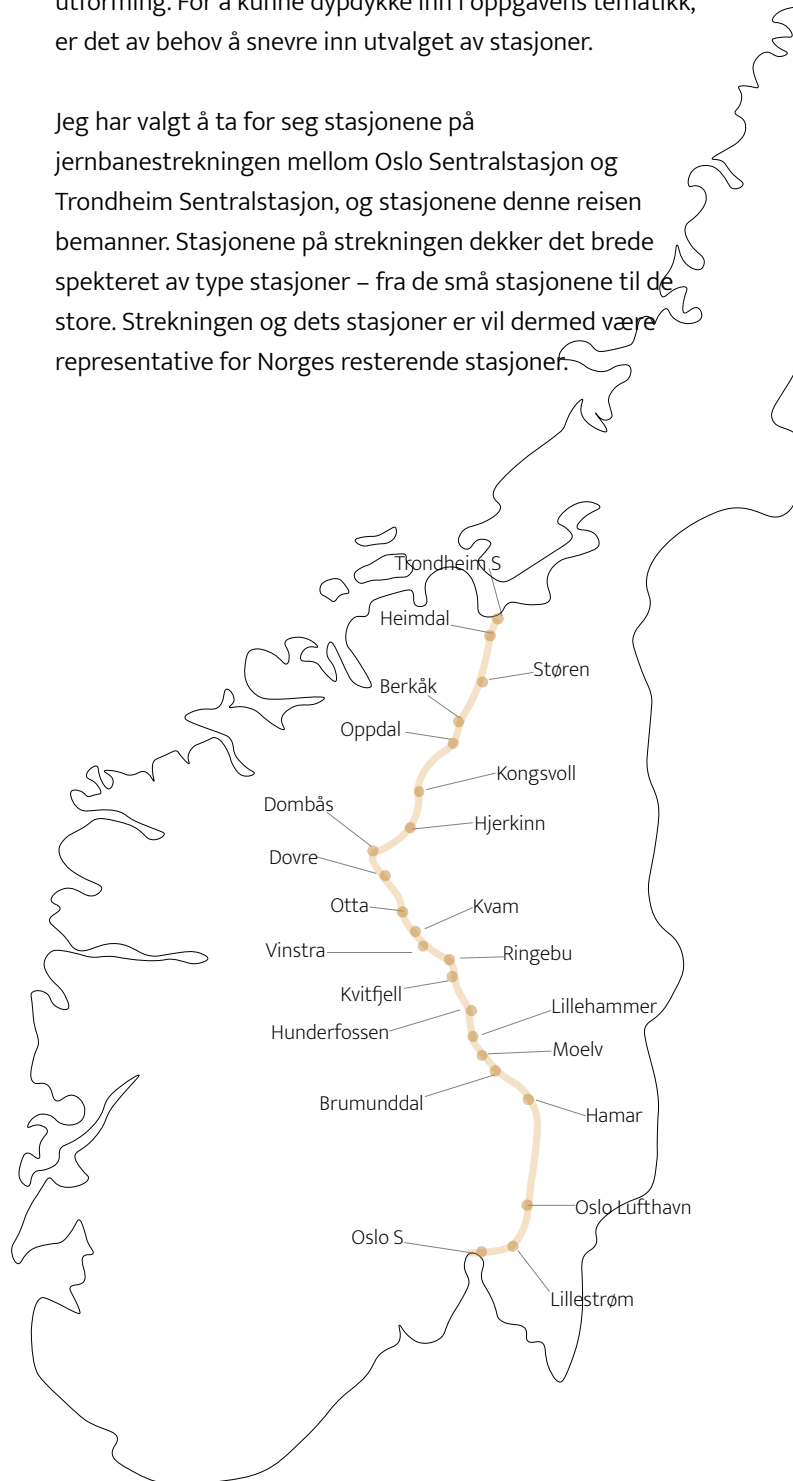 utforming. For å kunne dypdykke inn i oppgavens tematikk,
er det av behov å snevre inn utvalget av stasjoner.
Jeg har valgt å ta for seg stasjonene på
jernbanestrekningen mellom Oslo Sentralstasjon og
Trondheim Sentralstasjon, og stasjonene denne reisen
bemanner. Stasjonene på strekningen dekker det brede
spekteret av type stasjoner – fra de små stasjonene til de
store. Strekningen og dets stasjoner er vil dermed være
representative for Norges resterende stasjoner.
Trondheim S
Heimdal
Støren
Berkåk
Oppdal
Kongsvoll
Dombås
Hjerkinn
Dovre
Otta
Kvam
Vinstra
Ringebu
Kvitfjell
Lillehammer
Hunderfossen
Moelv
Brumunddal
Hamar
Oslo Lufthavn
Oslo S
Lillestrøm